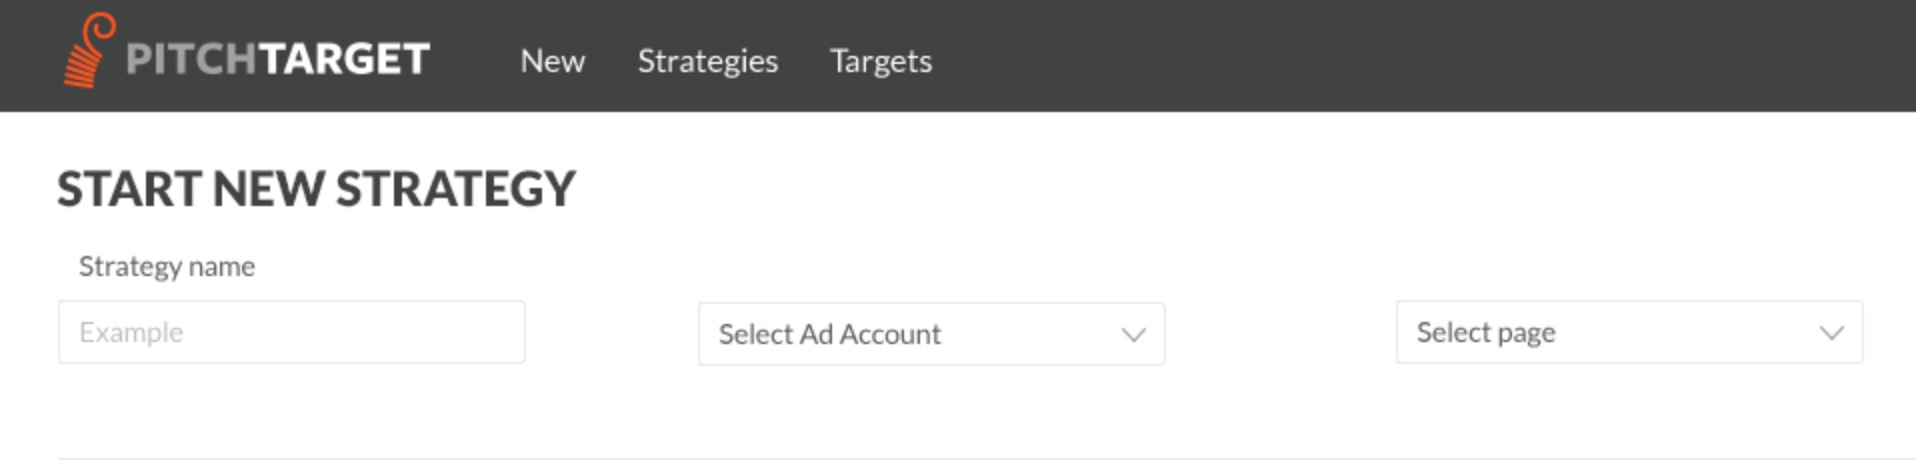 PITCHTARGET New Strategies Targets
START NEW STRATEGY
Strategy name
Example Select Ad Account Select page